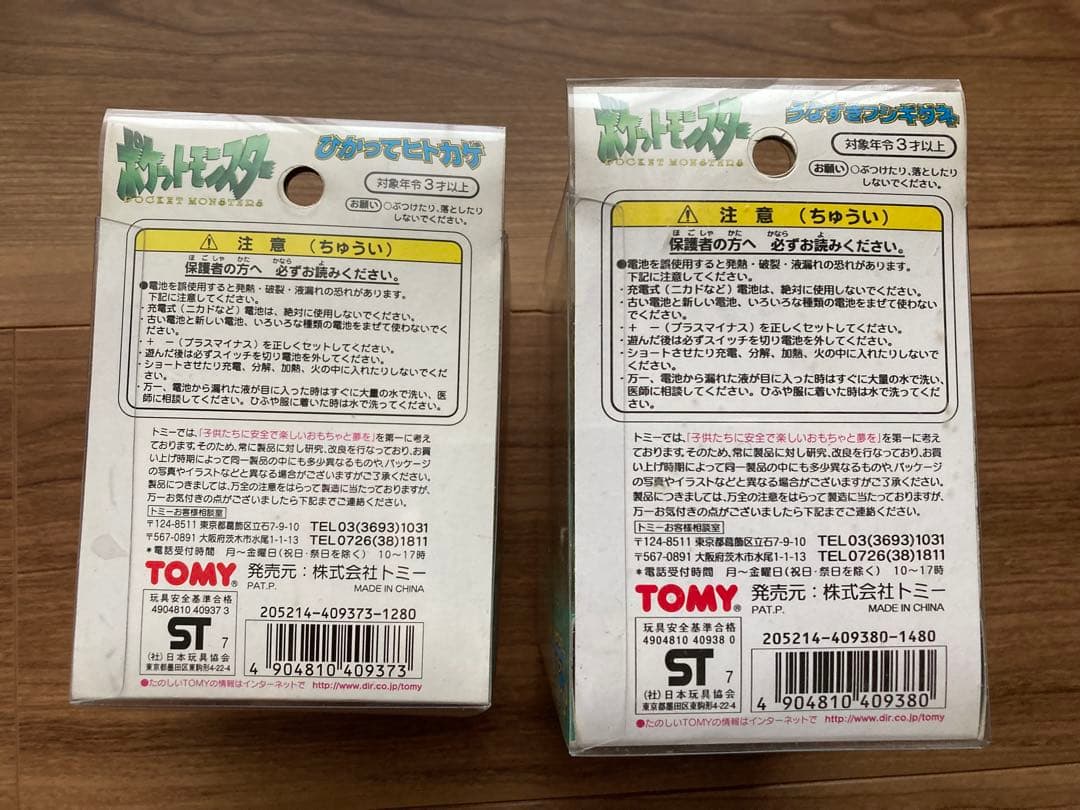 ポケットモンスター
POCKET MONSTERS
ひかってヒトカゲ
対象年令3才以上
お願い ○ぶつけたり、落としたり
しないでください。
⚠ 注意（ちゅうい）
ほごしゃ かた かなら よ
保護者の方へ 必ずお読みください。
●電池を誤使用すると発熱・破裂・液漏れの恐れがあります。
下記に注意してください。
・充電式（ニカドなど）電池は、絶対に使用しないでください。
・古い電池と新しい電池、いろいろな種類の電池をまぜて使わないでく
ださい。
・＋ －（プラスマイナス）を正しくセットしてください。
・遊んだ後は必ずスイッチを切り電池を外してください。
・ショートさせたり充電、分解、加熱、火の中に入れたりしないでくだ
さい。
・万一、電池から漏れた液が目に入った時はすぐに大量の水で洗い、医
師に相談してください。ひふや服に着いた時は水で洗ってください。
トミーでは、「子供たちに安全で楽しいおもちゃと夢を」を第一に考え
ております。そのため、常に製品に対し研究、改良を行なっており、お買
い上げ時期によって同一製品の中にも多少異なるものや、パッケージ
の写真やイラストなどと異なる場合がございますがご了承ください。
製品につきましては、万全の注意をはらって製造に当たっておりますが、
万一お気付きの点がございましたら下記までご連絡ください。
トミーお客様相談室
〒124-8511 東京都葛飾区立石7-9-10 TEL03(3693)1031
〒567-0891 大阪府茨木市水尾1-1-13 TEL0726(38)1811
＊電話受付時間 月～金曜日（祝日・祭日を除く） 10～17時
TOMY® 発売元：株式会社トミー
PAT.P. MADE IN CHINA
玩具安全基準合格
4904810 40937 3
ST 7
（社）日本玩具協会
東京都墨田区東駒形4-22-4
205214-409373-1280
4 904810 409373
●たのしいTOMYの情報はインターネットで http://www.dir.co.jp/tomy
ポケットモンスター
POCKET MONSTERS
うなずきフシギダネ
対象年令3才以上
お願い ○ぶつけたり、落としたり
しないでください。
⚠ 注意（ちゅうい）
ほごしゃ かた かなら よ
保護者の方へ 必ずお読みください。
●電池を誤使用すると発熱・破裂・液漏れの恐れがあります。
下記に注意してください。
・充電式（ニカドなど）電池は、絶対に使用しないでください。
・古い電池と新しい電池、いろいろな種類の電池をまぜて使わない
でください。
・＋ －（プラスマイナス）を正しくセットしてください。
・遊んだ後は必ずスイッチを切り電池を外してください。
・ショートさせたり充電、分解、加熱、火の中に入れたりしないでく
ださい。
・万一、電池から漏れた液が目に入った時はすぐに大量の水で洗い、
医師に相談してください。ひふや服に着いた時は水で洗ってくださ
い。
トミーでは、「子供たちに安全で楽しいおもちゃと夢を」を第一に考え
ております。そのため、常に製品に対し研究、改良を行なっており、お買
い上げ時期によって同一製品の中にも多少異なるものや、パッケージ
の写真やイラストなどと異なる場合がございますがご了承ください。
製品につきましては、万全の注意をはらって製造に当たっておりますが、
万一お気付きの点がございましたら下記までご連絡ください。
トミーお客様相談室
〒124-8511 東京都葛飾区立石7-9-10 TEL03(3693)1031
〒567-0891 大阪府茨木市水尾1-1-13 TEL0726(38)1811
＊電話受付時間 月～金曜日（祝日・祭日を除く） 10～17時
TOMY® 発売元：株式会社トミー
PAT.P. MADE IN CHINA
玩具安全基準合格
4904810 40938 0
ST 7
（社）日本玩具協会
東京都墨田区東駒形4-22-4
205214-409380-1480
4 904810 409380
●たのしいTOMYの情報はインターネットで http://www.dir.co.jp/tomy